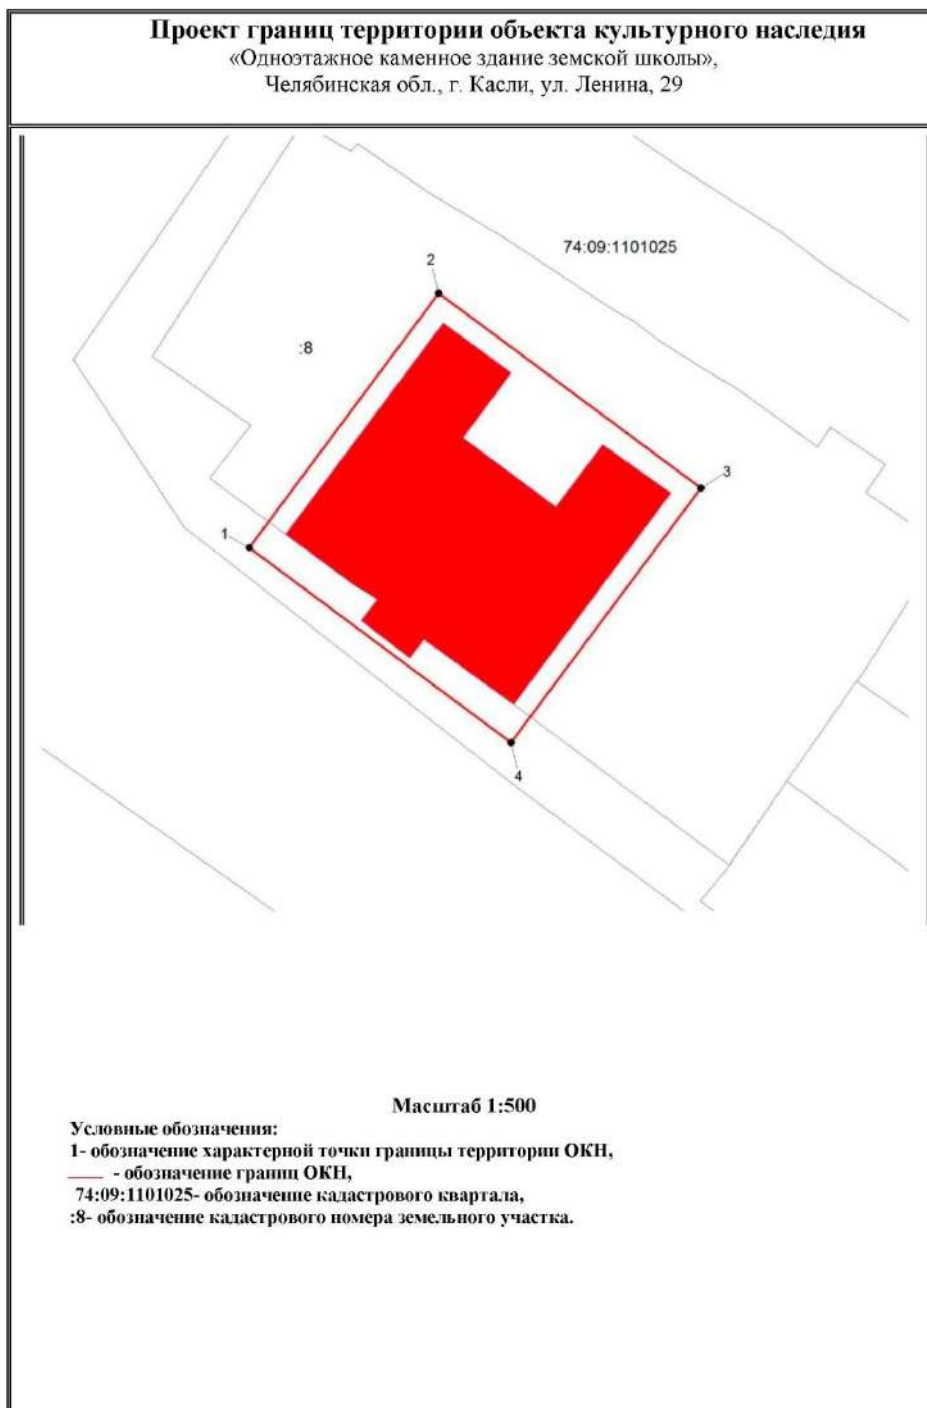 Проект границ территории объекта культурного наследия
«Одноэтажное каменное здание земской школы»,
Челябинская обл., г. Касли, ул. Ленина, 29
74:09:1101025
2
:8
3
1
4
Масштаб 1:500
Условные обозначения:
1- обозначение характерной точки границы территории ОКН,
- обозначение границ ОКН,
74:09:1101025- обозначение кадастрового квартала,
:8- обозначение кадастрового номера земельного участка.